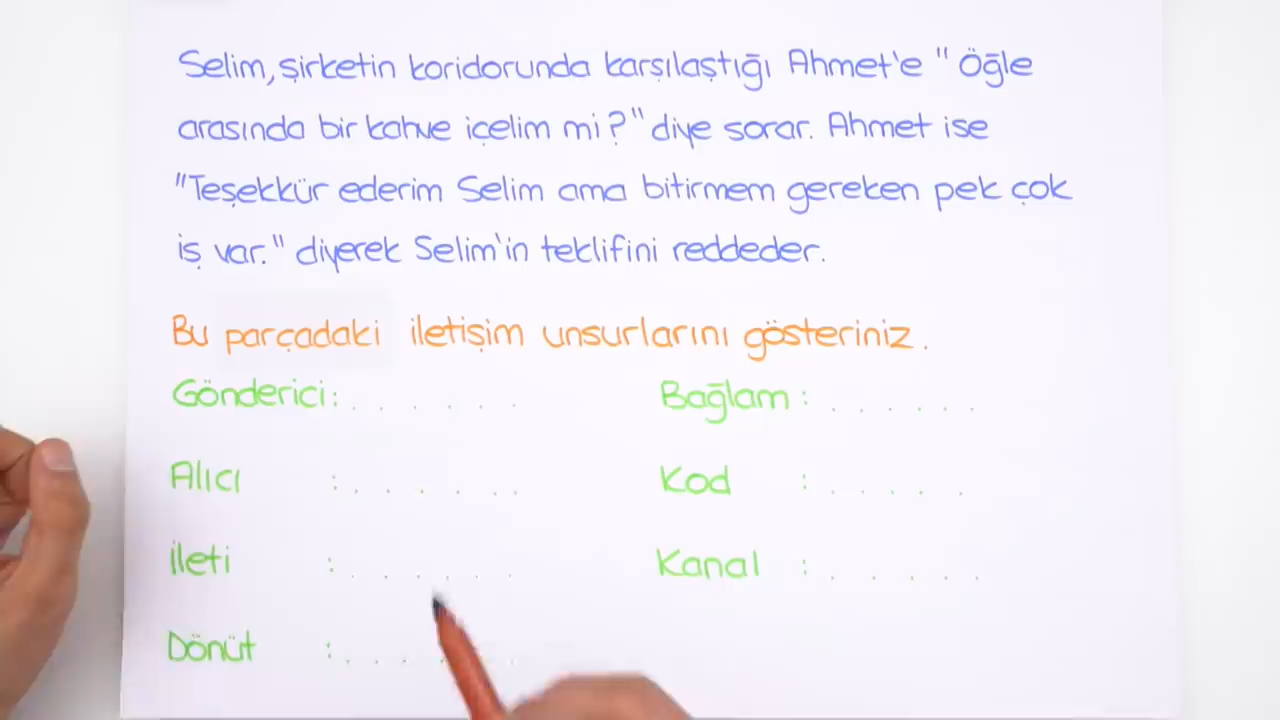 Selim, şirketin koridorunda karşılaştığı Ahmet'e "Öğle
arasında bir kahve içelim mi?" diye sorar. Ahmet ise
"Teşekkür ederim Selim ama bitirmem gereken pek çok
iş var." diyerek Selim'in teklifini reddeder.
Bu parçadaki iletişim unsurlarını gösteriniz.
Gönderici: . . . . . .
Bağlam : . . . . . .
Alıcı : . . . . . .
Kod : . . . . .
İleti : . . . . . .
Kanal : . . . . .
Dönüt : . . . . .